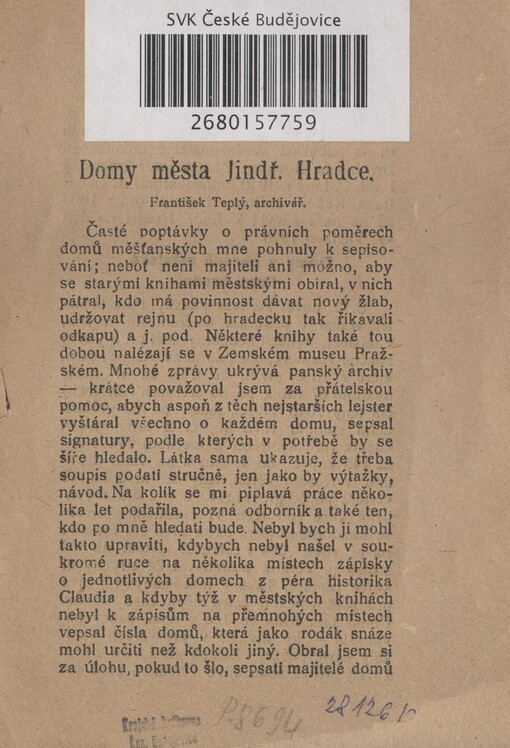 SVK České Budějovice
2680157759
Domy města Jindř. Hradce.
František Teplý, archivář.
Časté poptávky o právních poměrech
domů měšťanských mne pohnuly k sepiso-
vání; neboť není majiteli ani možno, aby
se starými knihami městskými obíral, v nich
pátral, kdo má povinnost dávat nový žlab,
udržovat rejnu (po hradecku tak říkávali
odkapu) a j. pod. Některé knihy také tou
dobou nalézají se v Zemském museu Praž-
ském. Mnohé zprávy ukrývá panský archiv
— krátce považoval jsem za přátelskou
pomoc, abych aspoň z těch nejstarších lejster
vyštáral všechno o každém domu, sepsal
signatury, podle kterých v potřebě by se
šíře hledalo. Látka sama ukazuje, že třeba
soupis podati stručně, jen jako by výtažky,
návod. Na kolik se mi piplavá práce něko-
lika let podařila, pozná odborník a také ten,
kdo po mně hledati bude. Nebyl bych ji mohl
takto upraviti, kdybych nebyl našel v sou-
kromé ruce na několika místech zápisky
o jednotlivých domech z péra historika
Claudia a kdyby týž v městských knihách
nebyl k zápisům na přemnohých místech
vepsal čísla domů, která jako rodák snáze
mohl určiti než kdokoli jiný. Obral jsem si
za úlohu, pokud to šlo, sepsati majitelé domů
P.8694
28126